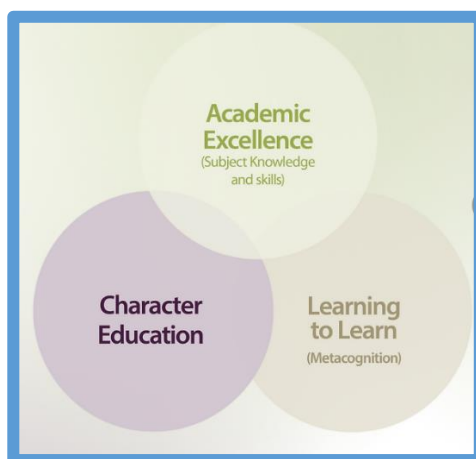 Academic
Excellence
(Subject Knowledge
and skills)
Character
Education
Learning
to Learn
(Metacognition)